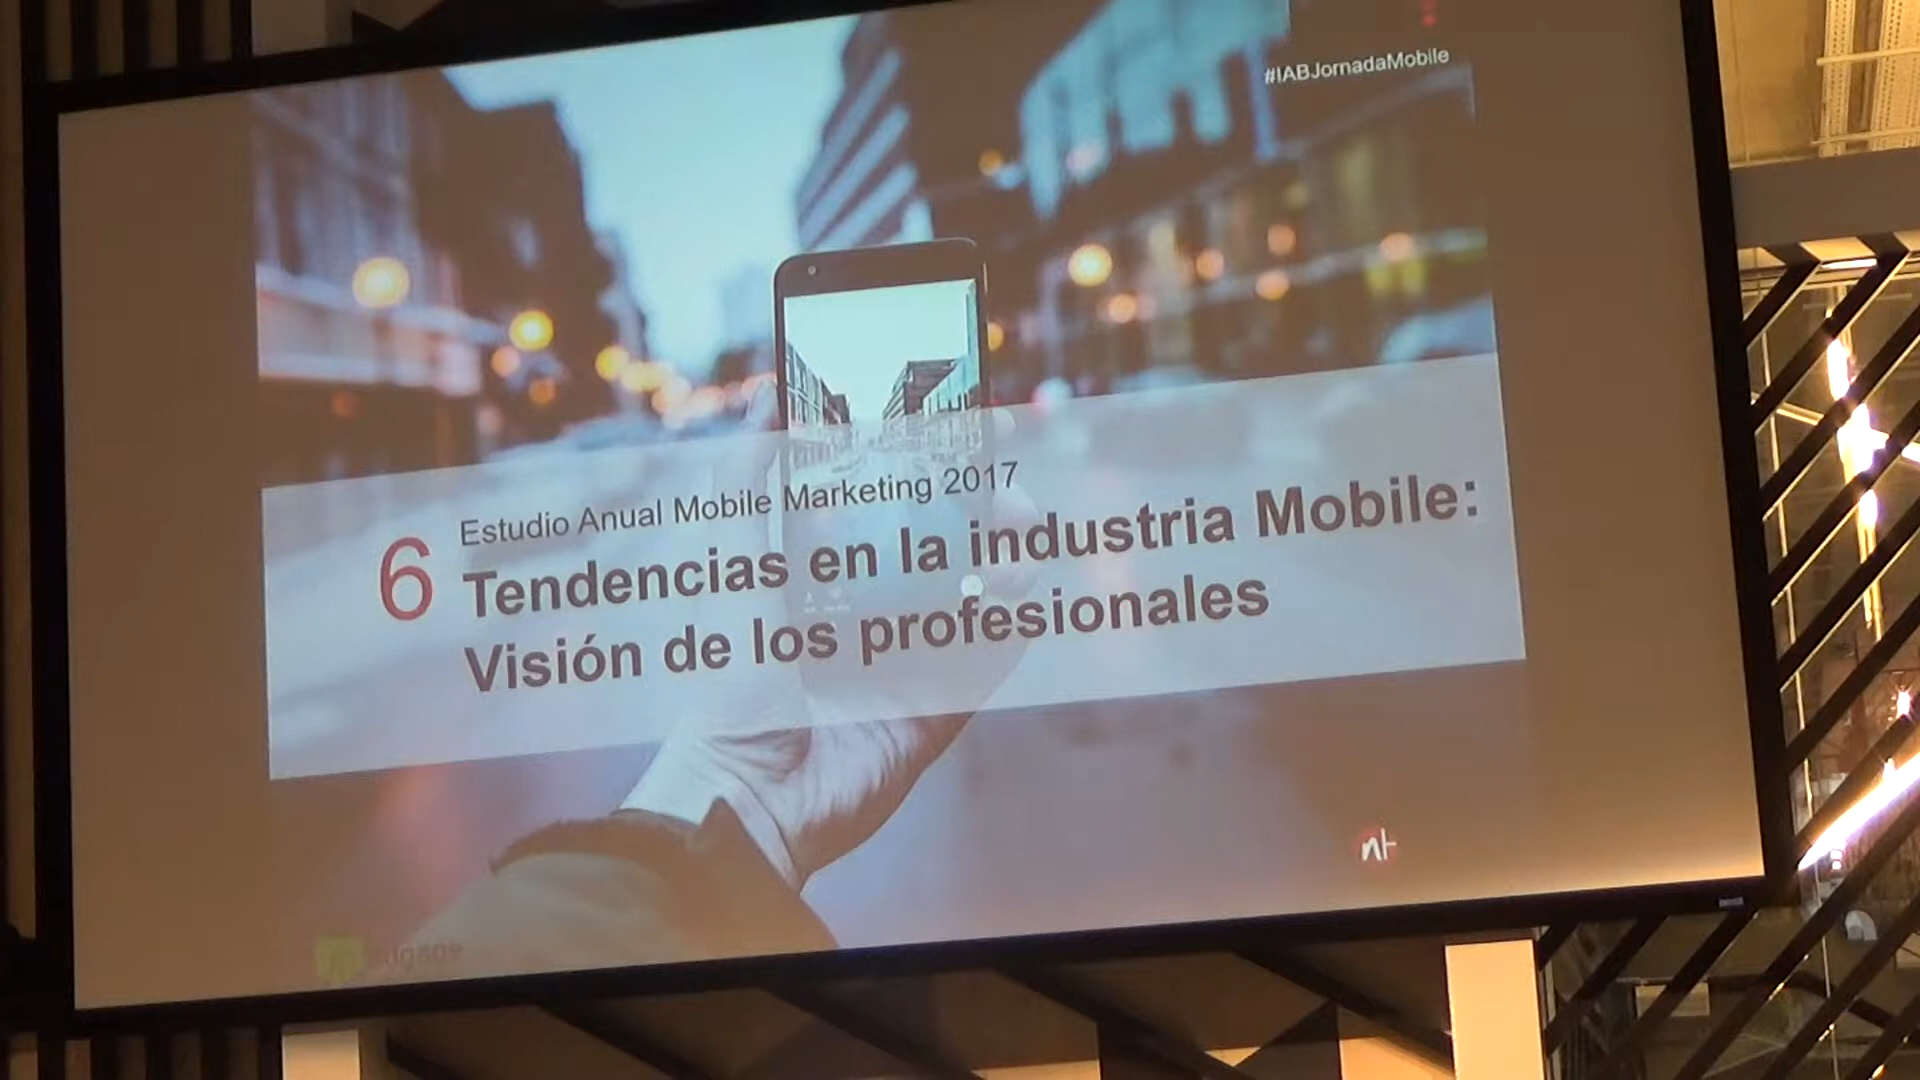 #IABJornadaMobile
Estudio Anual Mobile Marketing 2017
6
Tendencias en la industria Mobile:
Visión de los profesionales